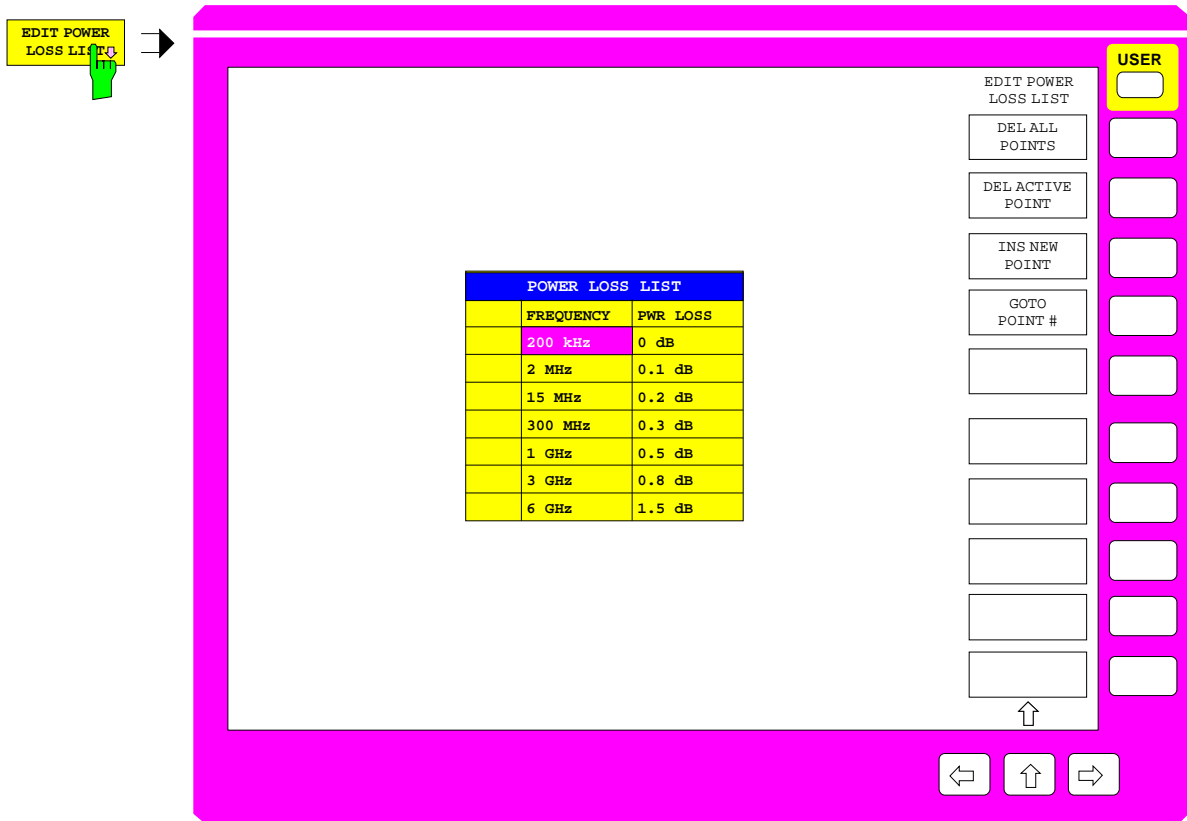 EDIT POWER
LOSS LIST
USER
EDIT POWER
LOSS LIST
DEL ALL
POINTS
DEL ACTIVE
POINT
INS NEW
POINT
GOTO
POINT #
POWER LOSS LIST
FREQUENCY PWR LOSS
200 kHz 0 dB
2 MHz 0.1 dB
15 MHz 0.2 dB
300 MHz 0.3 dB
1 GHz 0.5 dB
3 GHz 0.8 dB
6 GHz 1.5 dB